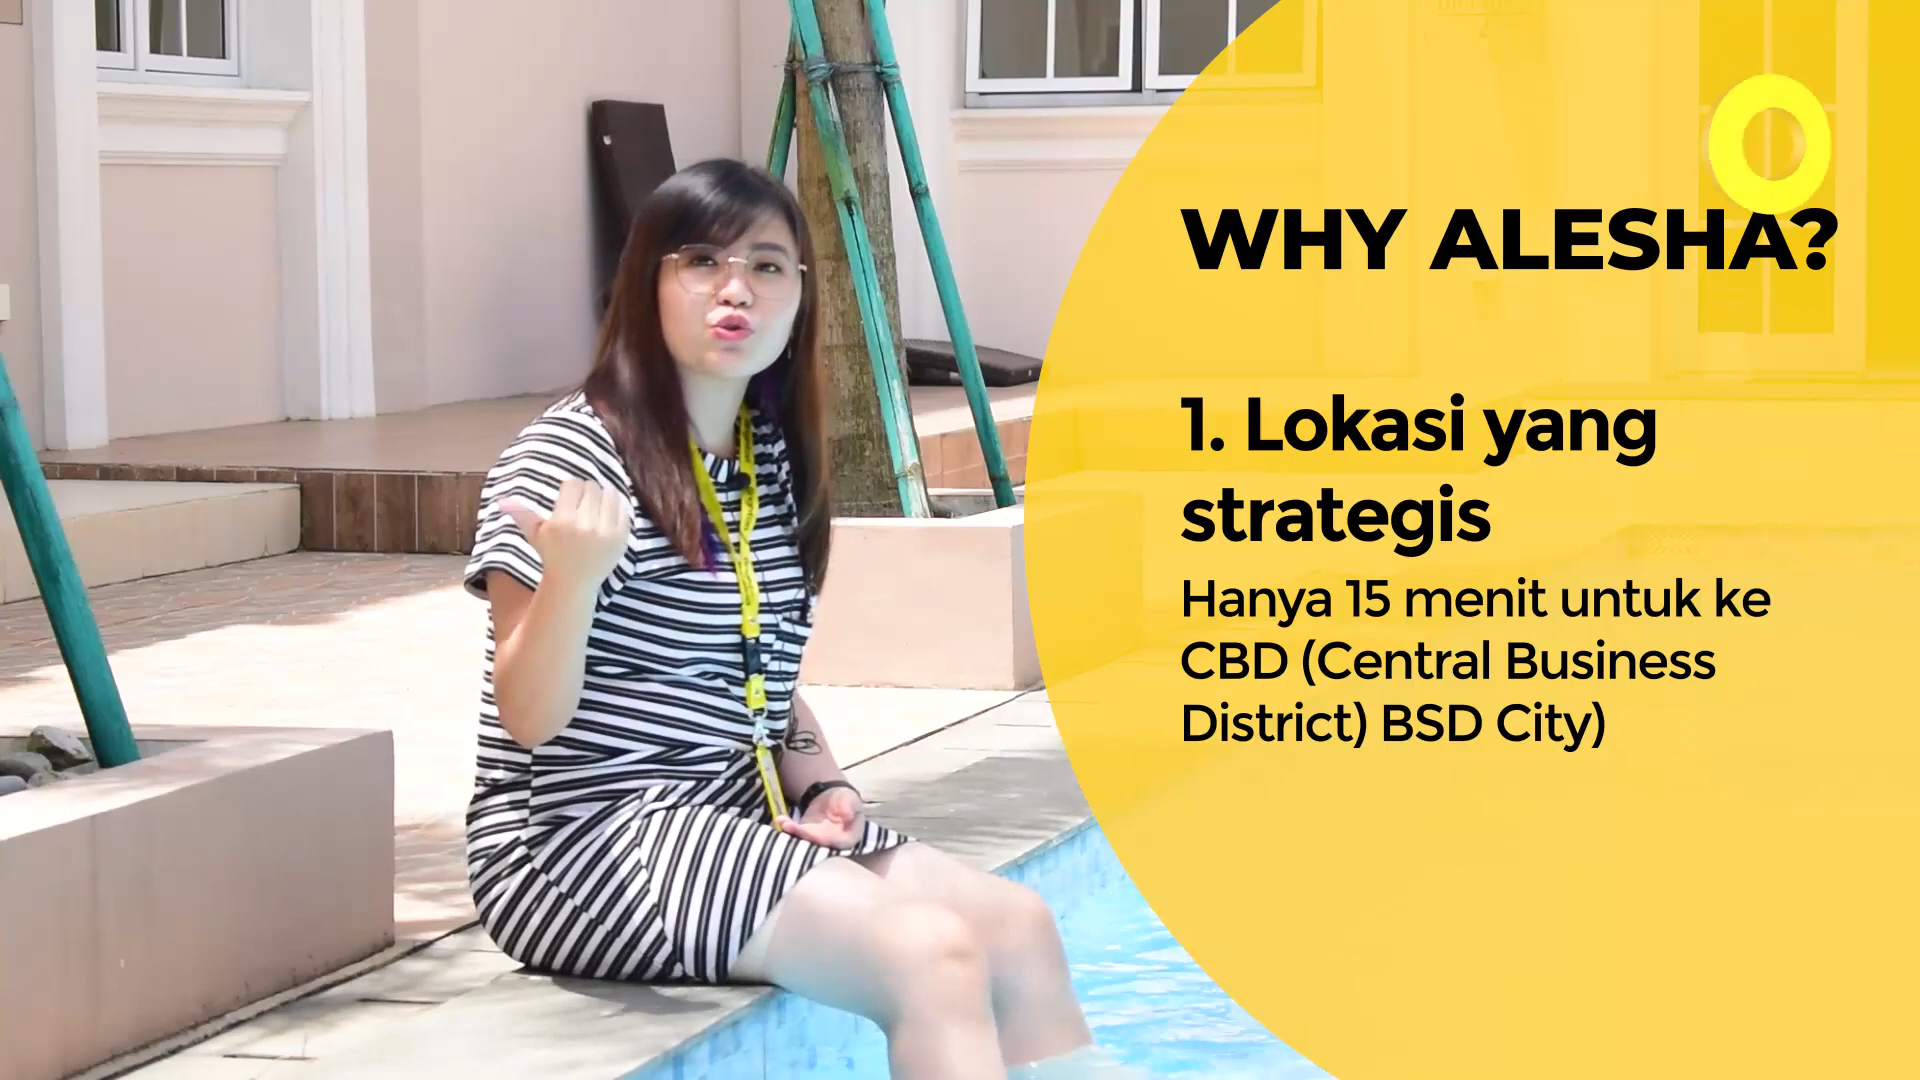 WHY ALESHA?
1. Lokasi yang
strategis
Hanya 15 menit untuk ke
CBD (Central Business
District) BSD City)